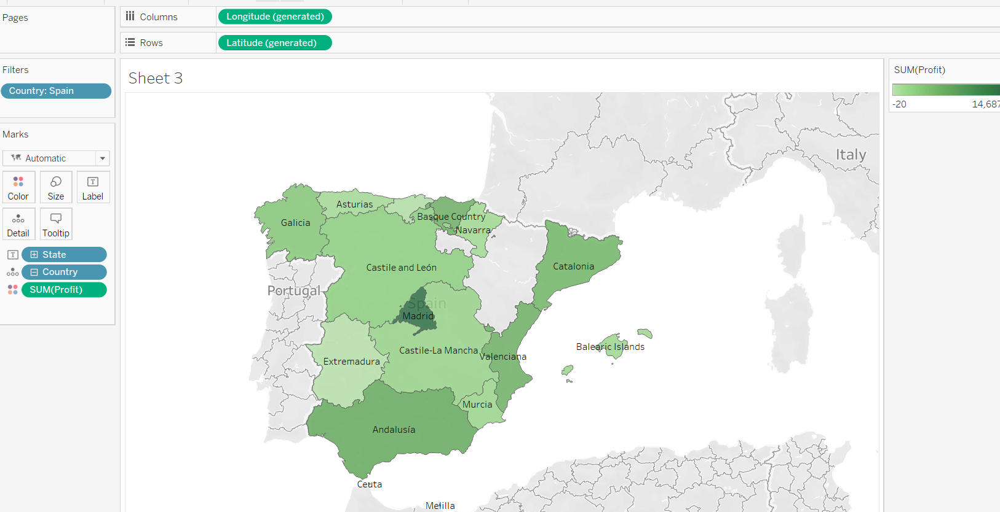 Pages
Columns
Longitude (generated)
Rows
Latitude (generated)
Filters
Country: Spain
Marks
Automatic
Color
Size
Label
Detail
Tooltip
State
Country
SUM(Profit)
Sheet 3
Italy
Asturias
Galicia
Basque Country
Navarra
Castile and León
Catalonia
Portugal
Spain
Madrid
Castile-La Mancha
Valenciana
Balearic Islands
Extremadura
Murcia
Andalusía
Ceuta
Melilla
SUM(Profit)
-20
14,687